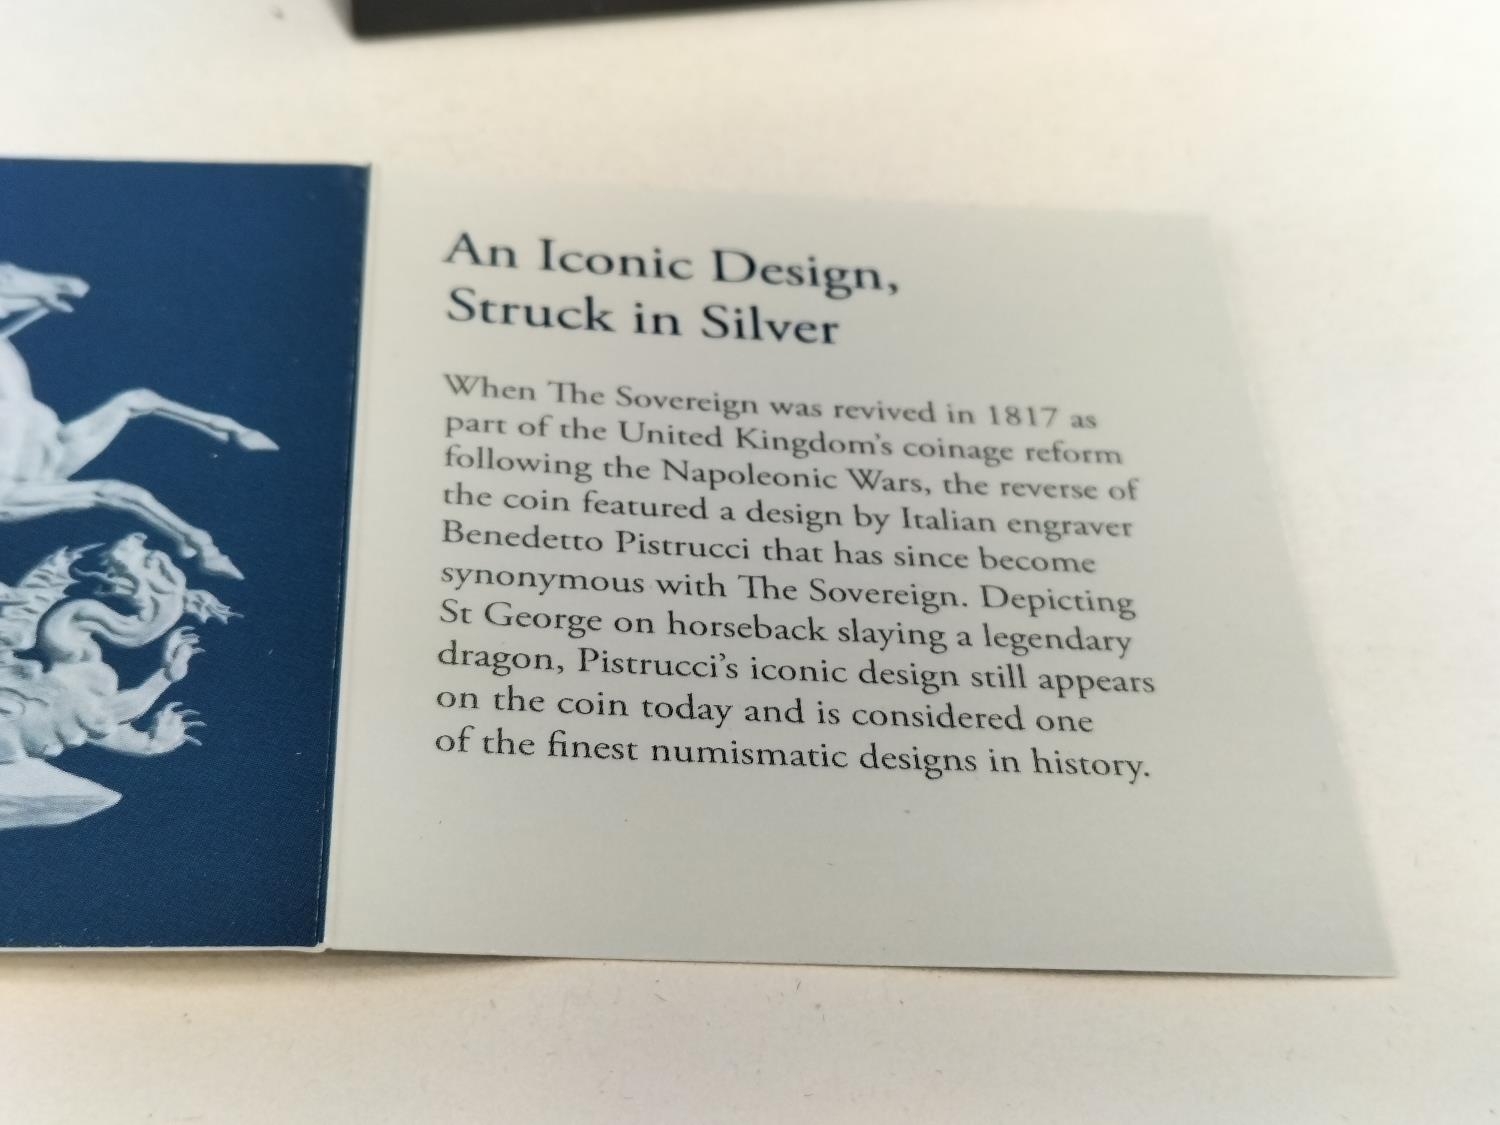 An Iconic Design,
Struck in Silver
When The Sovereign was revived in 1817 as
part of the United Kingdom's coinage reform
following the Napoleonic Wars, the reverse of
the coin featured a design by Italian engraver
Benedetto Pistrucci that has since become
synonymous with The Sovereign. Depicting
St George on horseback slaying a legendary
dragon, Pistrucci's iconic design still appears
on the coin today and is considered one
of the finest numismatic designs in history.